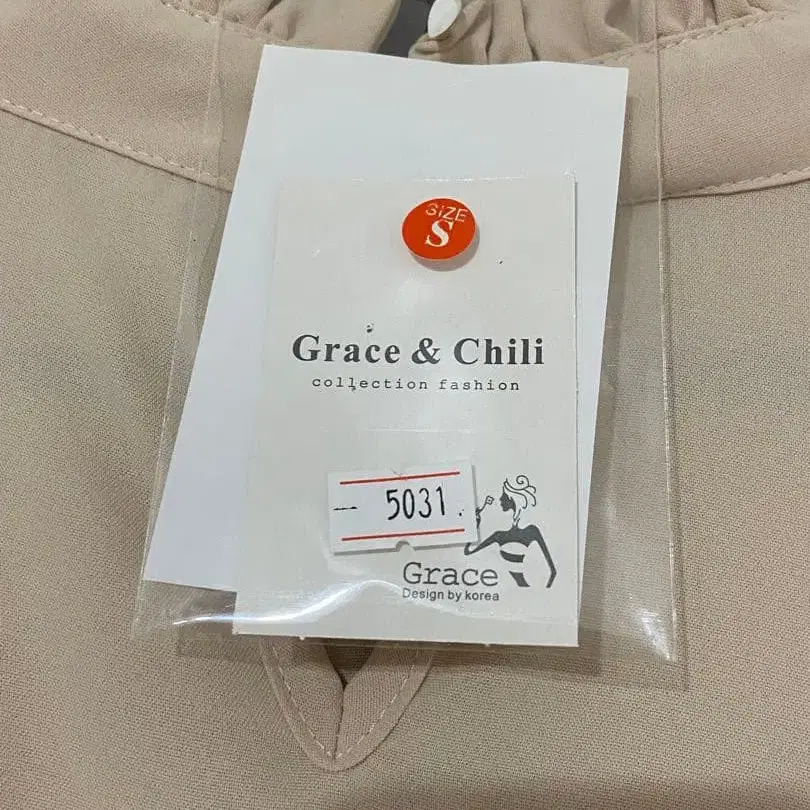 SIZE
S
Grace & Chili
collection fashion
— 5031.
Grace
Design by korea